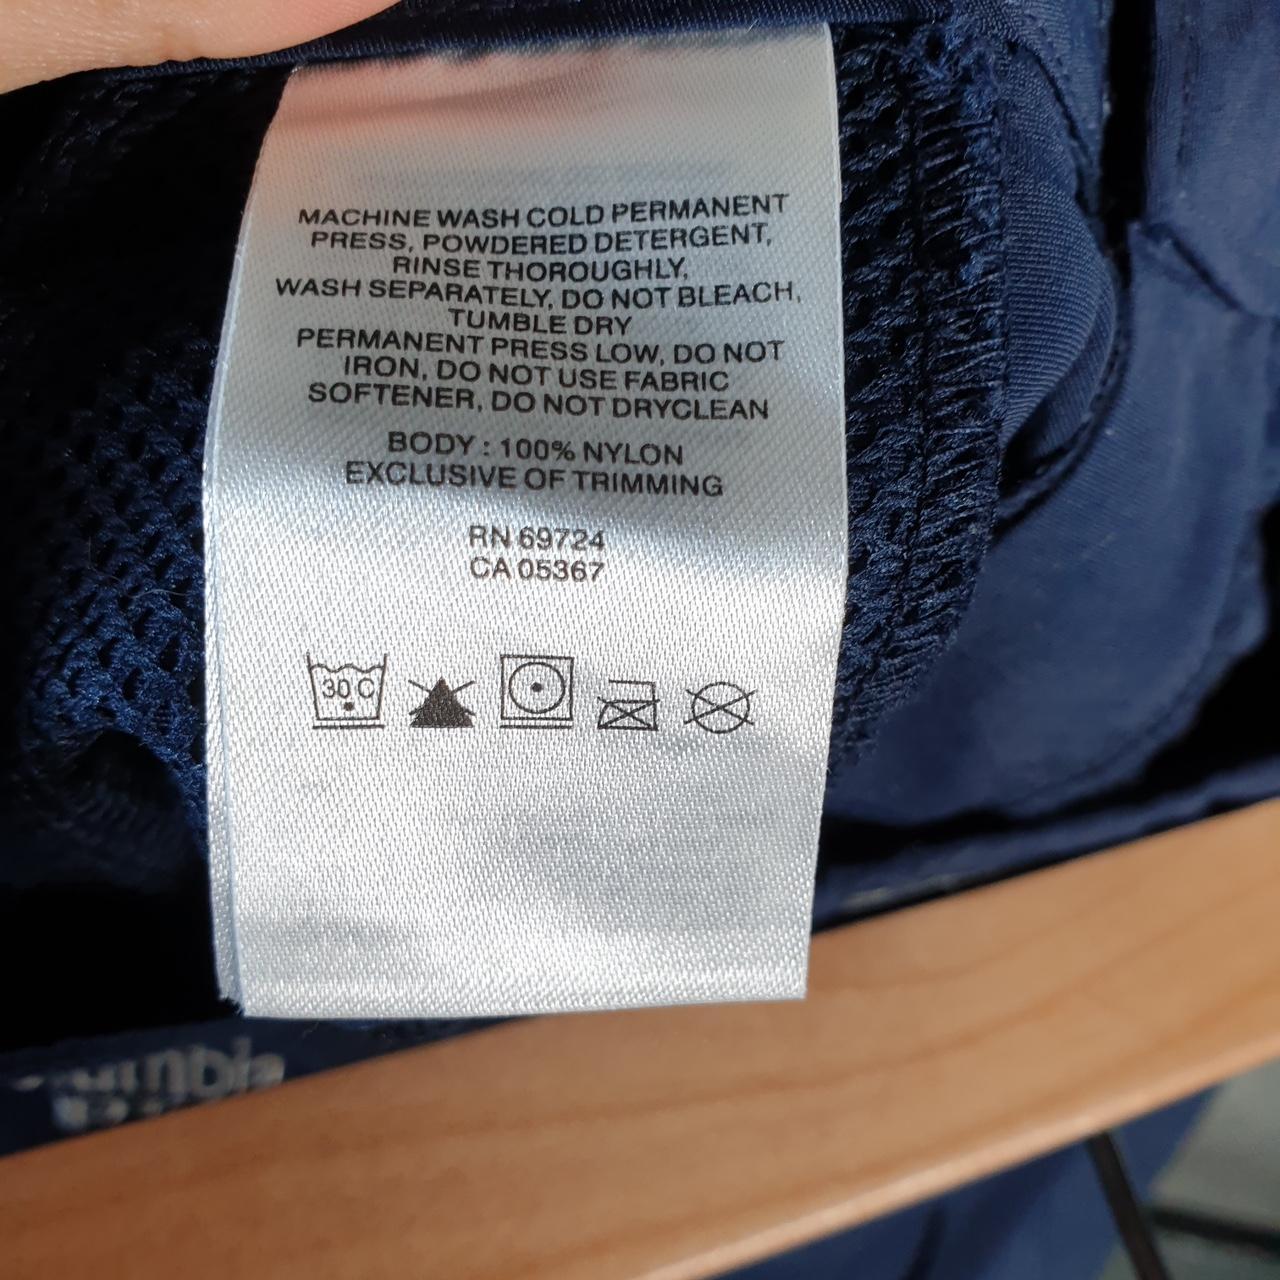 MACHINE WASH COLD PERMANENT
PRESS, POWDERED DETERGENT,
RINSE THOROUGHLY,
WASH SEPARATELY, DO NOT BLEACH,
TUMBLE DRY
PERMANENT PRESS LOW, DO NOT
IRON, DO NOT USE FABRIC
SOFTENER, DO NOT DRYCLEAN
BODY : 100% NYLON
EXCLUSIVE OF TRIMMING
RN 69724
CA 05367
30 C